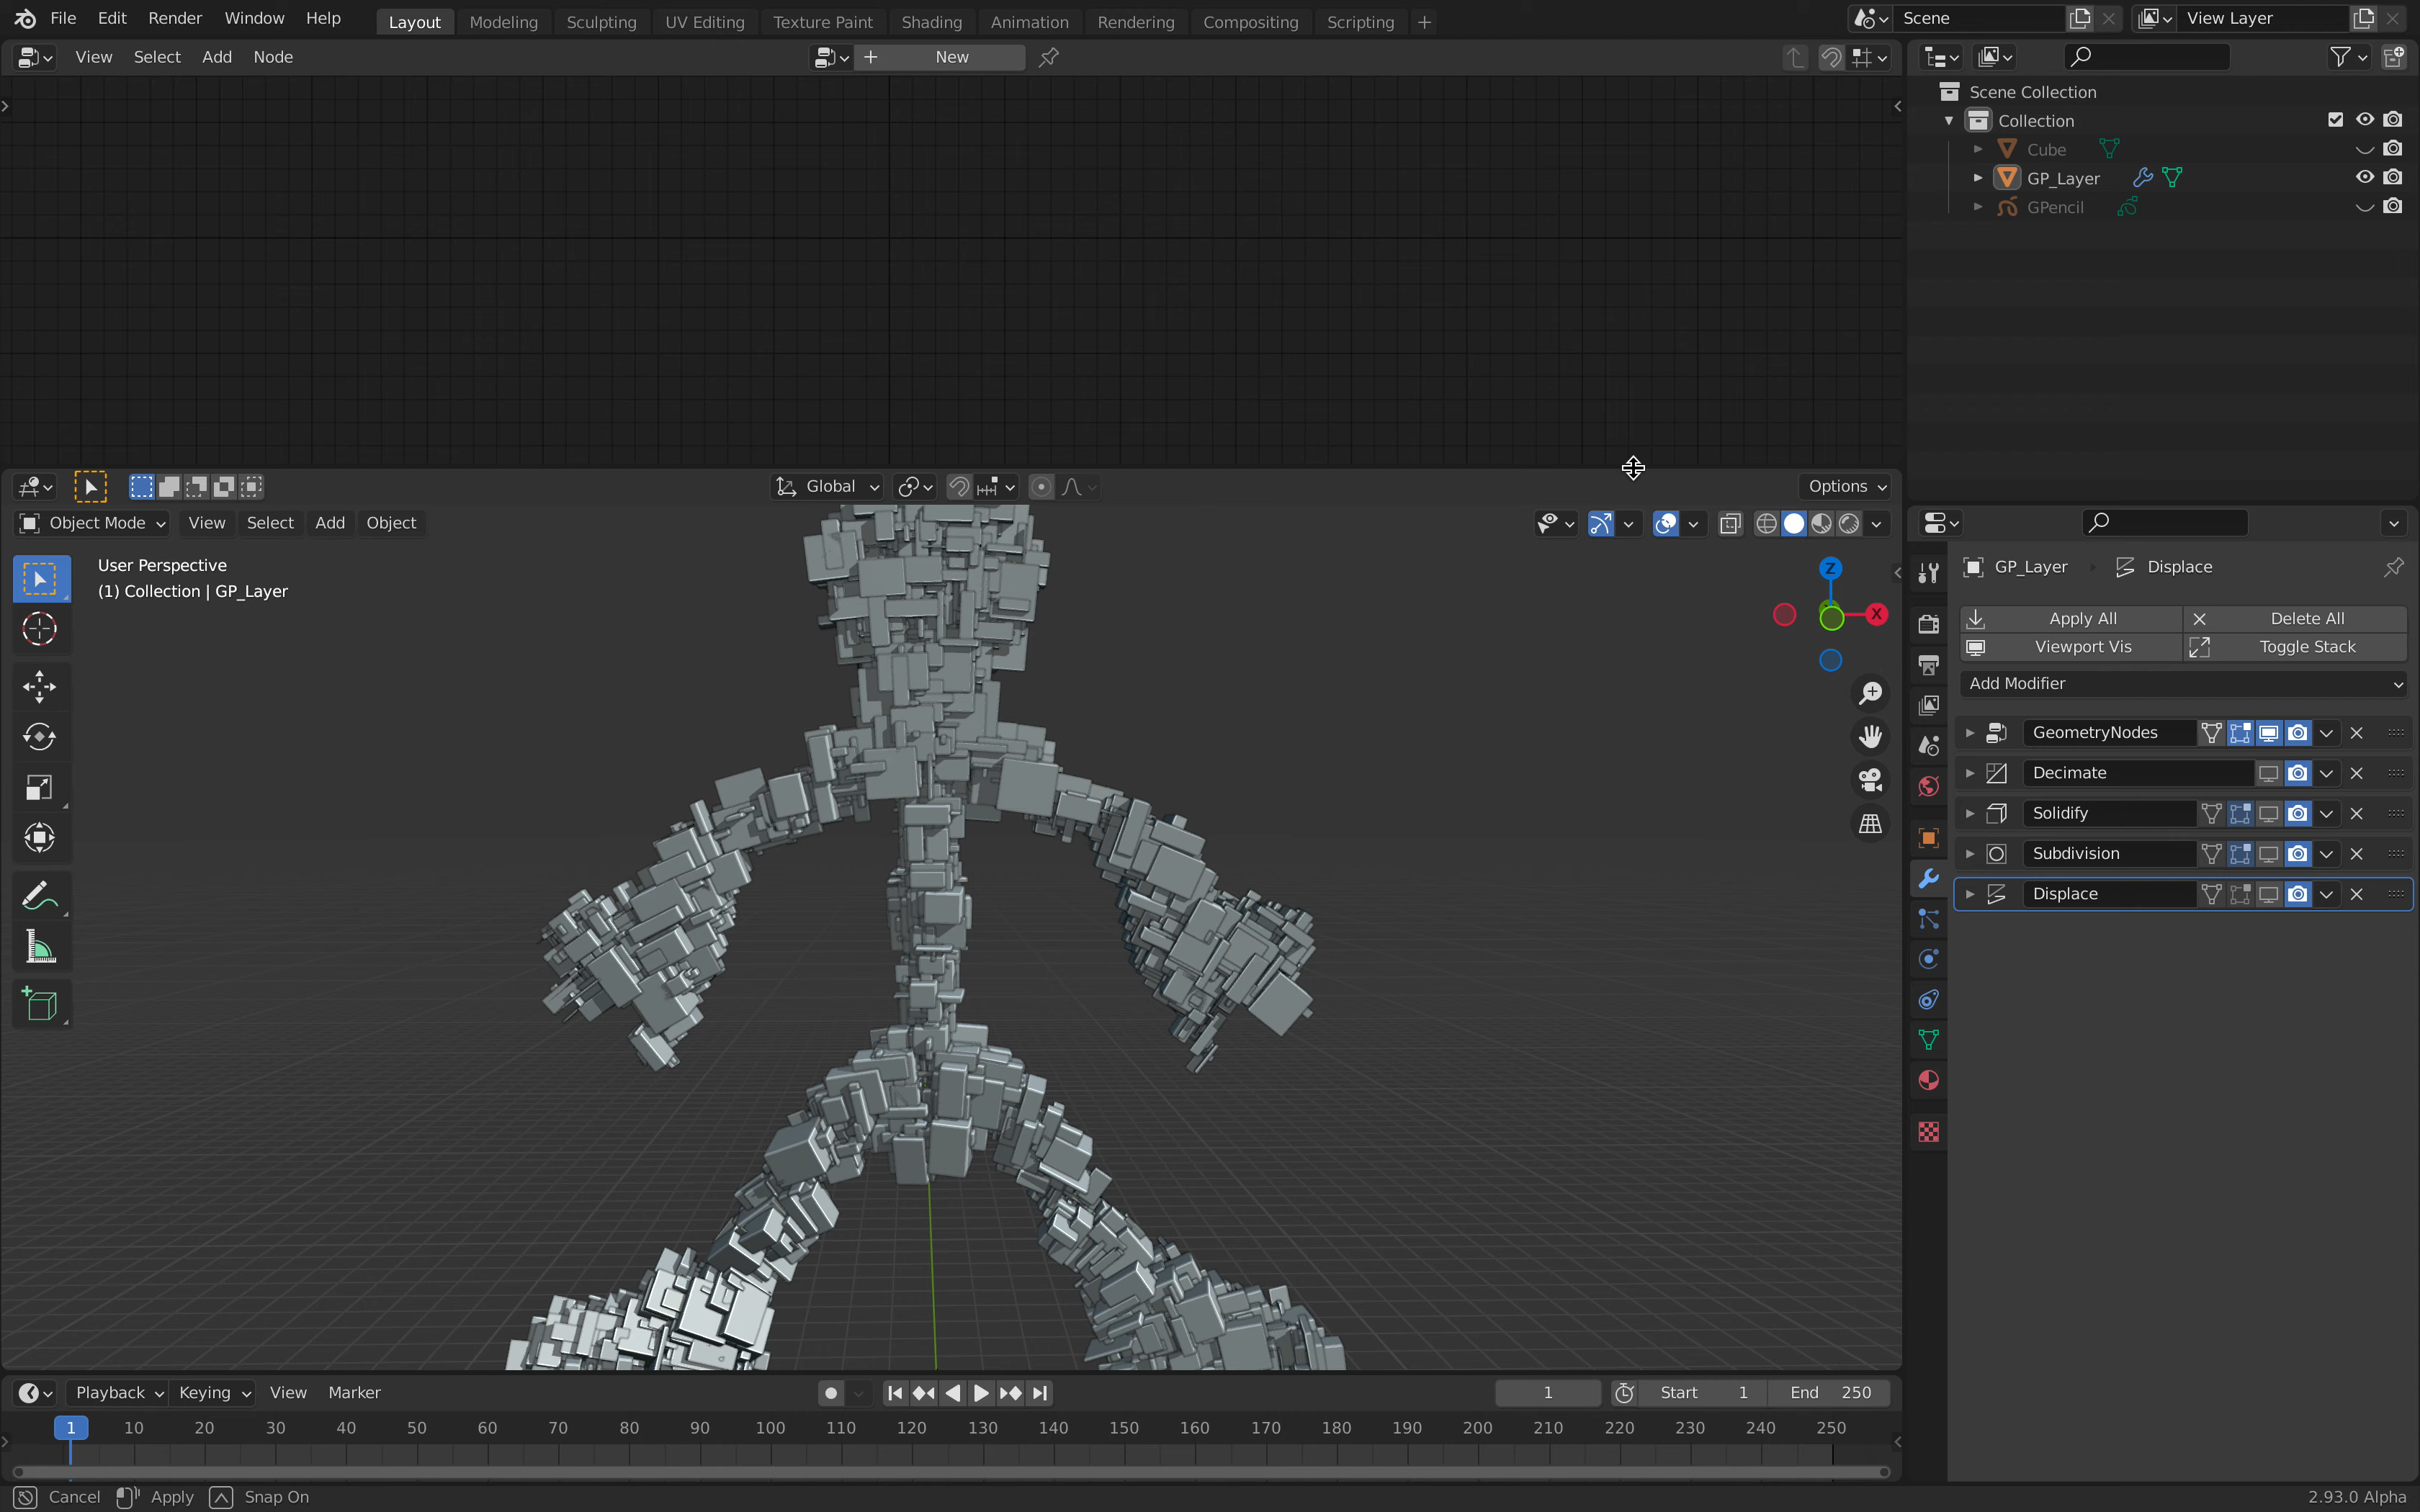 File Edit Render Window Help Layout Modeling Sculpting UV Editing Texture Paint Shading Animation Rendering Compositing Scripting + Scene View Layer
View Select Add Node New
Scene Collection
Collection
Cube
GP_Layer
GPencil
Global Options
Object Mode View Select Add Object
User Perspective
(1) Collection | GP_Layer
Z
X
GP_Layer Displace
Apply All Delete All
Viewport Vis Toggle Stack
Add Modifier
GeometryNodes
Decimate
Solidify
Subdivision
Displace
Playback Keying View Marker 1 Start 1 End 250
1 10 20 30 40 50 60 70 80 90 100 110 120 130 140 150 160 170 180 190 200 210 220 230 240 250
Cancel Apply Snap On 2.93.0 Alpha